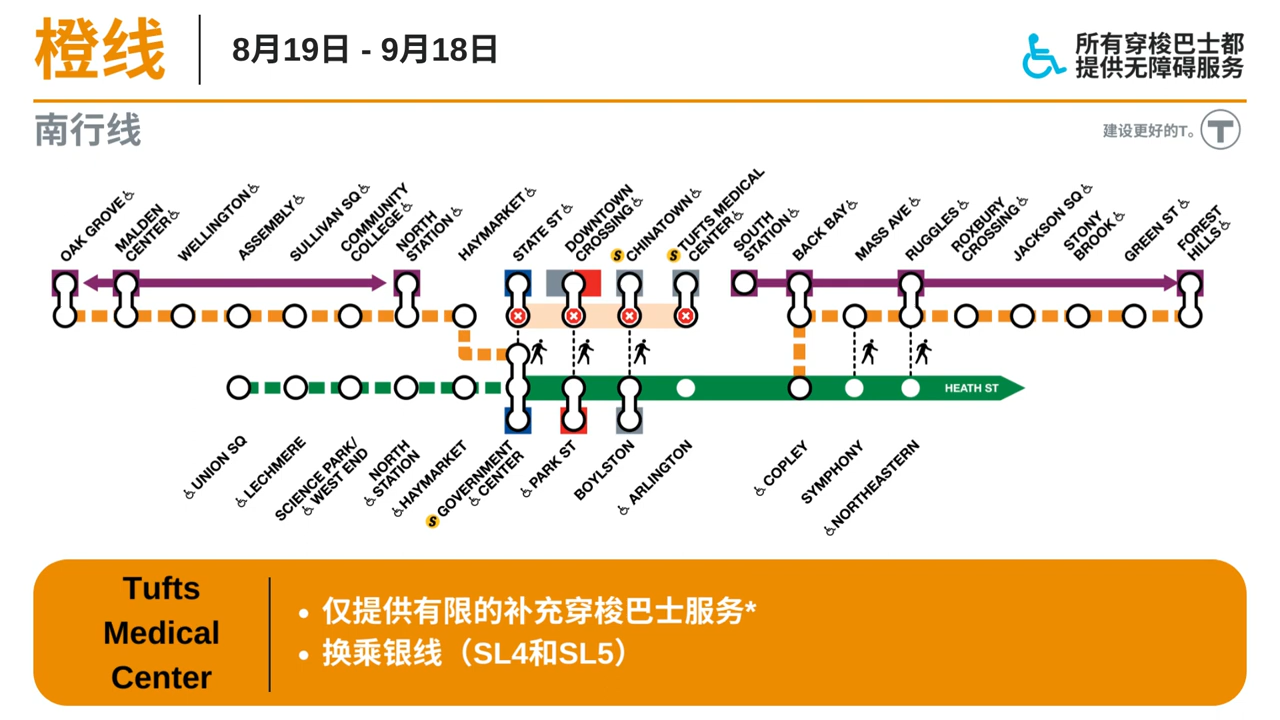 橙线
8月19日 - 9月18日
所有穿梭巴士都
提供无障碍服务
南行线
建设更好的T。
T
OAK GROVE
MALDEN
CENTER
WELLINGTON
ASSEMBLY
SULLIVAN SQ
COMMUNITY
COLLEGE
NORTH
STATION
HAYMARKET
STATE ST
DOWNTOWN
CROSSING
S CHINATOWN
S TUFTS MEDICAL
CENTER
SOUTH
STATION
BACK BAY
MASS AVE
RUGGLES
ROXBURY
CROSSING
JACKSON SQ
STONY
BROOK
GREEN ST
FOREST
HILLS
HEATH ST
UNION SQ
LECHMERE
SCIENCE PARK/
WEST END
NORTH
STATION
HAYMARKET
S GOVERNMENT
CENTER
PARK ST
BOYLSTON
ARLINGTON
COPLEY
SYMPHONY
NORTHEASTERN
Tufts
Medical
Center
• 仅提供有限的补充穿梭巴士服务*
• 换乘银线（SL4和SL5）